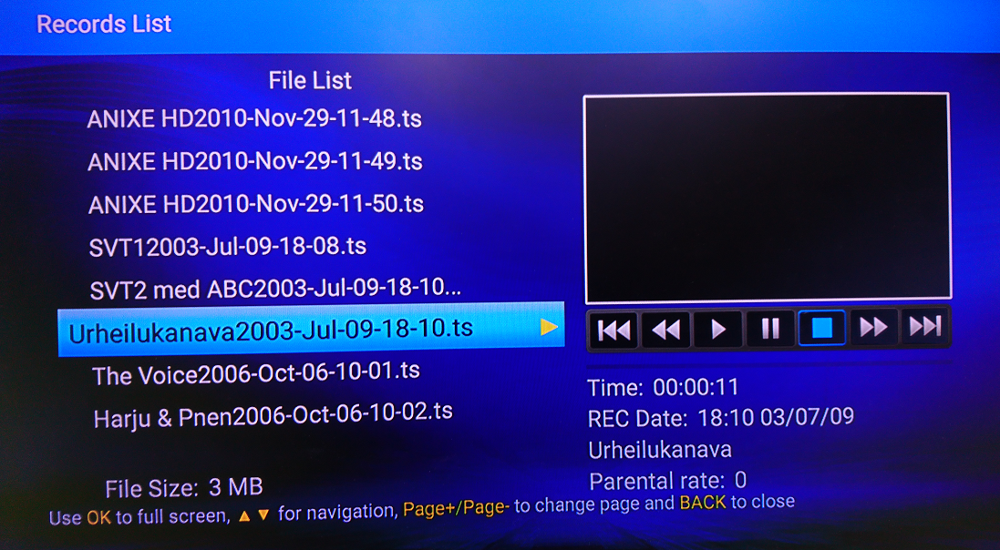 Records List
File List
ANIXE HD2010-Nov-29-11-48.ts
ANIXE HD2010-Nov-29-11-49.ts
ANIXE HD2010-Nov-29-11-50.ts
SVT12003-Jul-09-18-08.ts
SVT2 med ABC2003-Jul-09-18-10...
Urheilukanava2003-Jul-09-18-10.ts
The Voice2006-Oct-06-10-01.ts
Harju & Pnen2006-Oct-06-10-02.ts
File Size: 3 MB
Time: 00:00:11
REC Date: 18:10 03/07/09
Urheilukanava
Parental rate: 0
Use OK to full screen, ▲▼ for navigation, Page+/Page- to change page and BACK to close